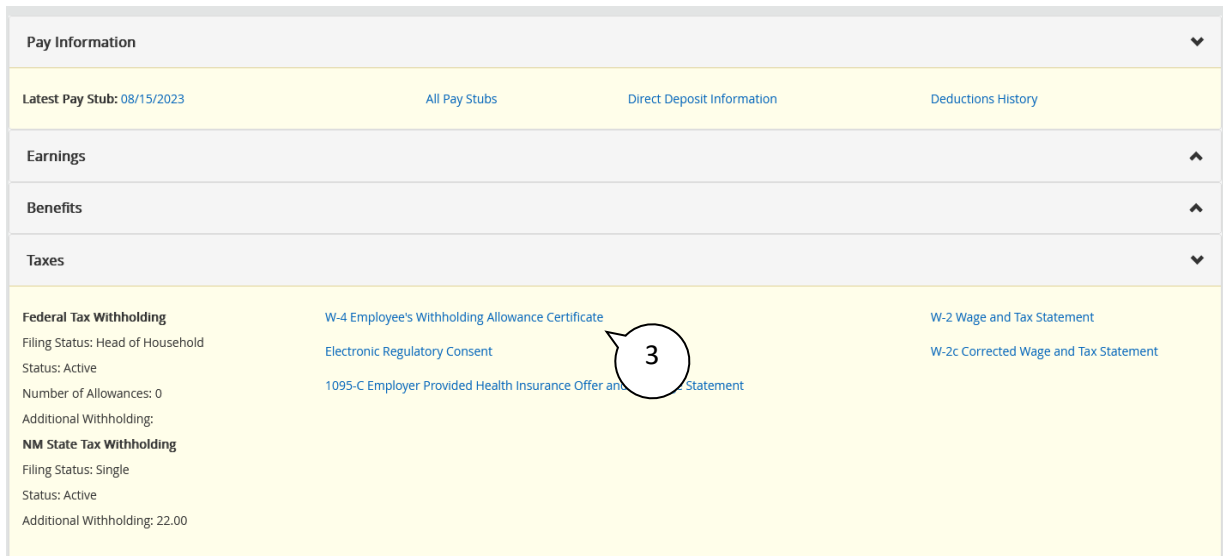 Pay Information
Latest Pay Stub: 08/15/2023 All Pay Stubs Direct Deposit Information Deductions History
Earnings
Benefits
Taxes
Federal Tax Withholding W-4 Employee's Withholding Allowance Certificate W-2 Wage and Tax Statement
Filing Status: Head of Household
Electronic Regulatory Consent W-2c Corrected Wage and Tax Statement
3
Status: Active
1095-C Employer Provided Health Insurance Offer Statement
Number of Allowances: 0
Additional Withholding:
NM State Tax Withholding
Filing Status: Single
Status: Active
Additional Withholding: 22.00